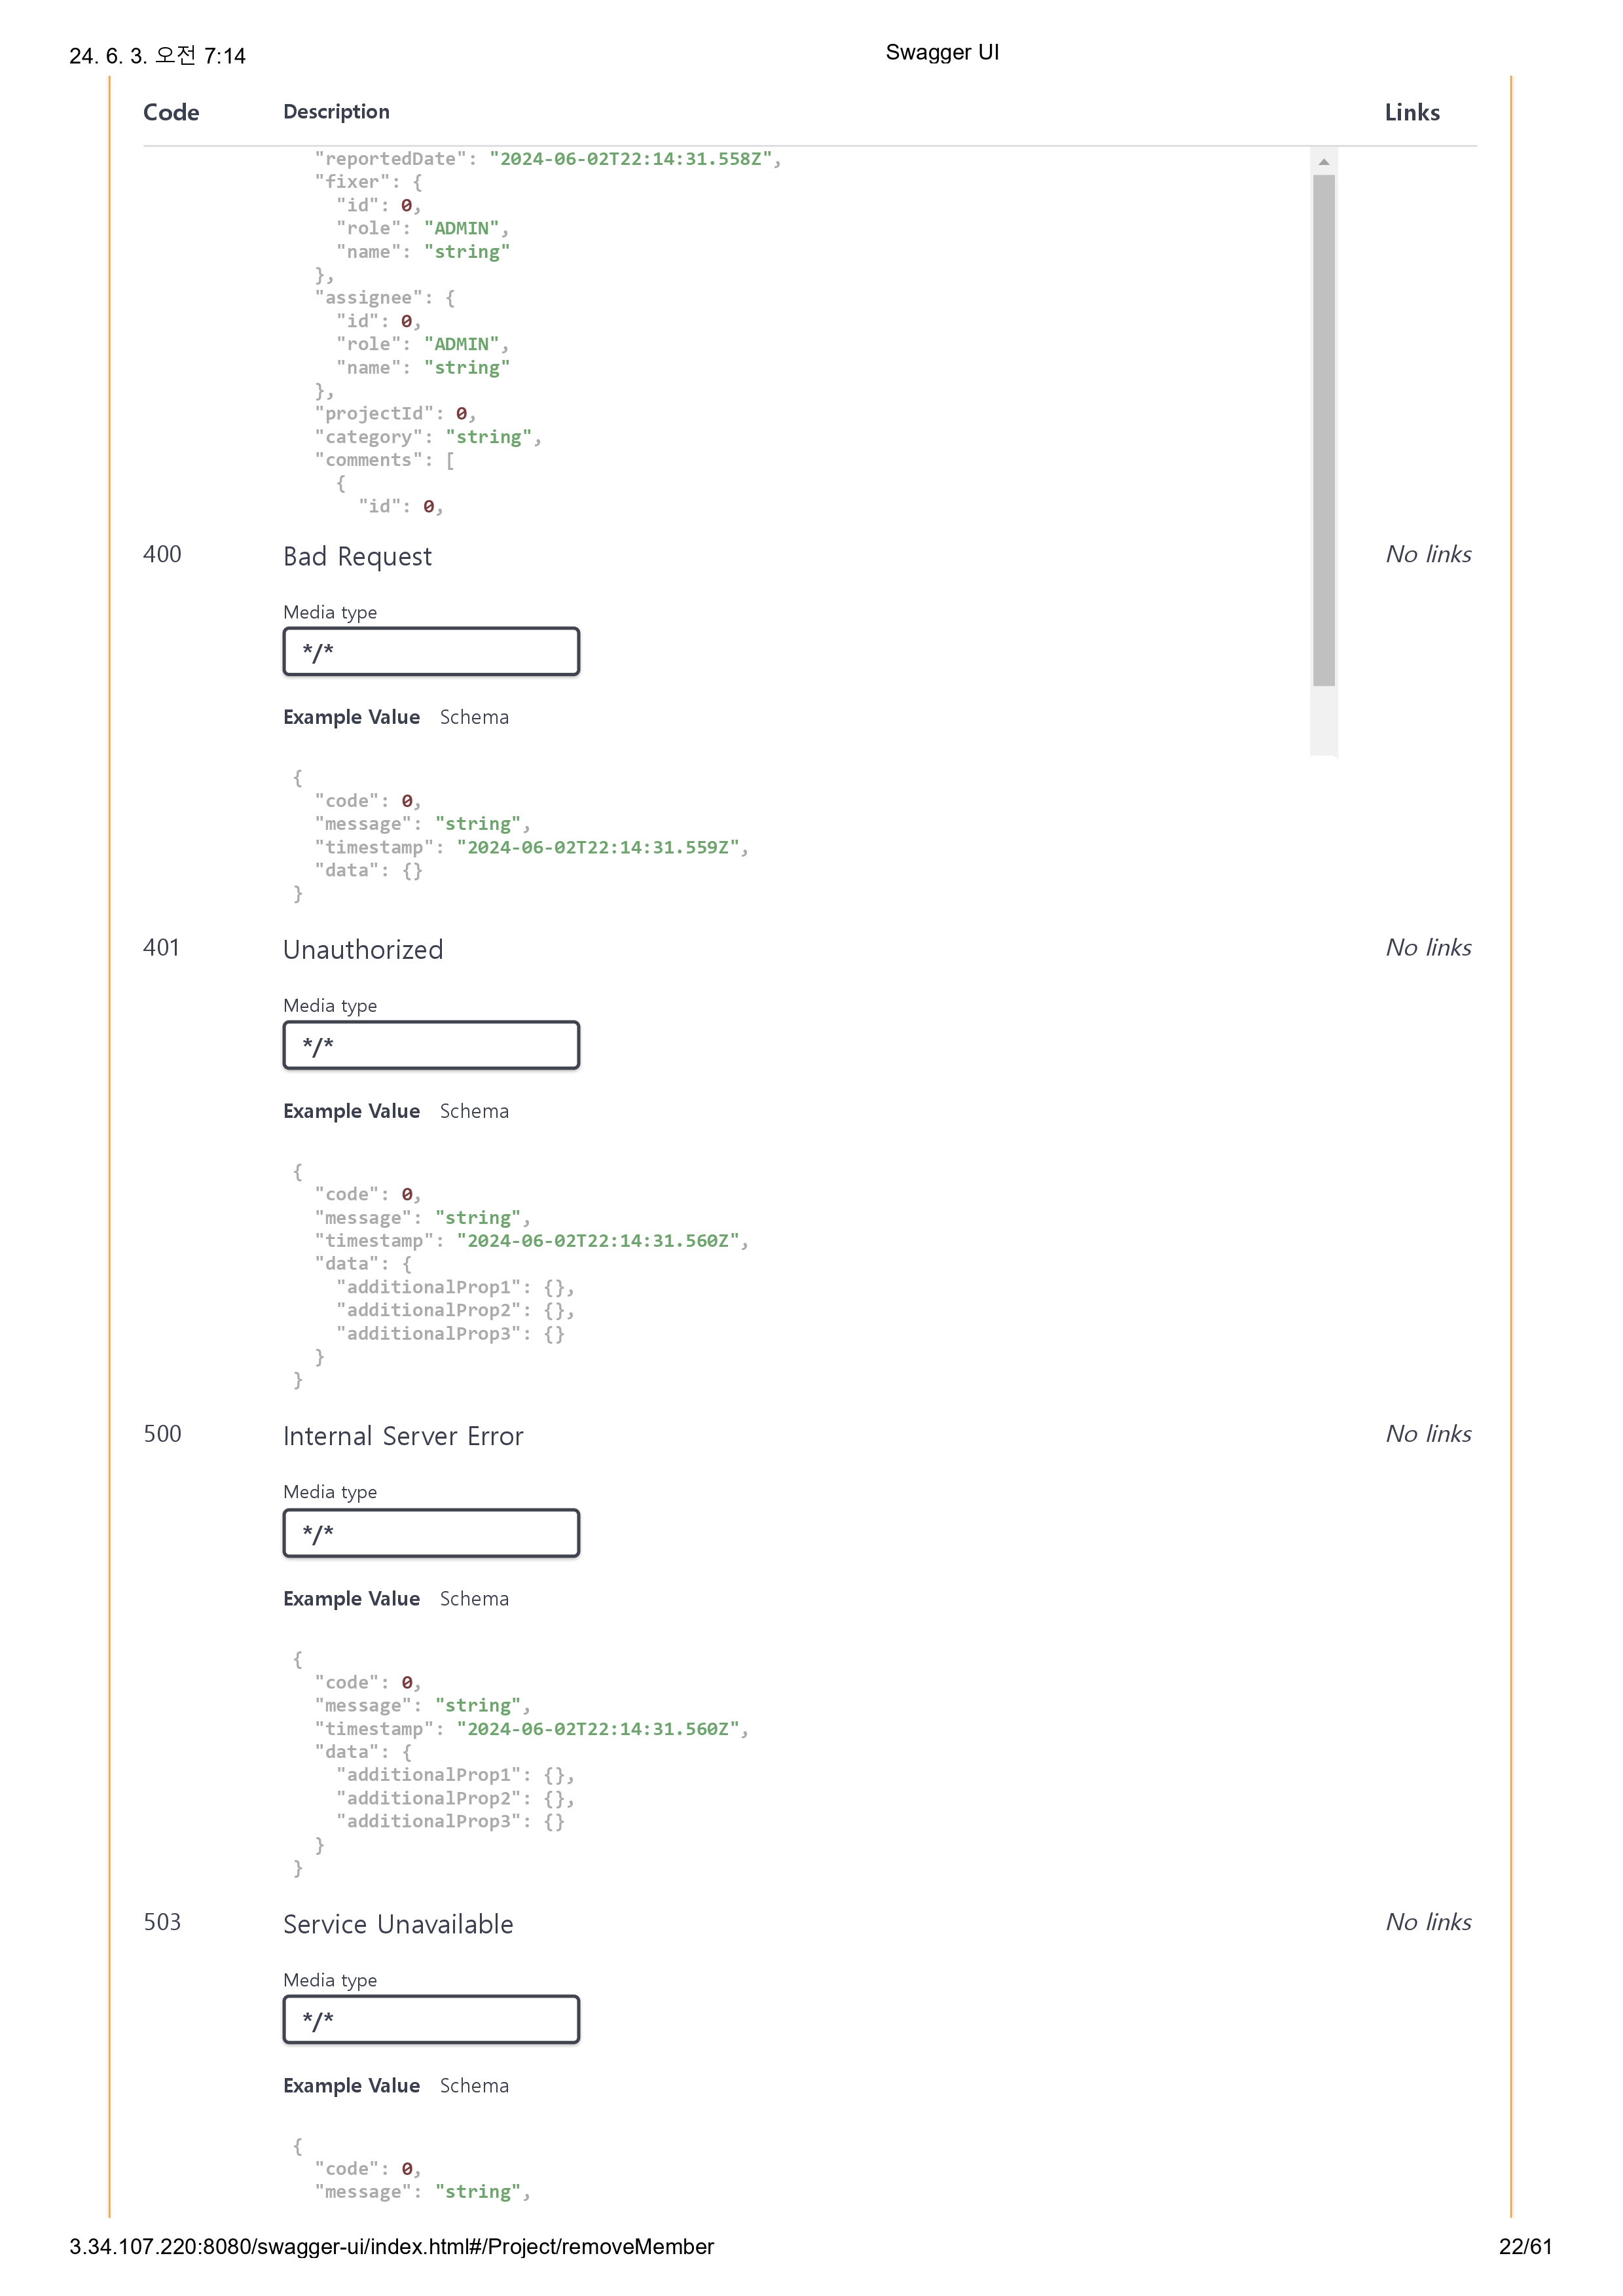 24. 6. 3. 오전 7:14 Swagger UI
Code Description Links
"reportedDate": "2024-06-02T22:14:31.558Z",
"fixer": {
"id": 0,
"role": "ADMIN",
"name": "string"
},
"assignee": {
"id": 0,
"role": "ADMIN",
"name": "string"
},
"projectId": 0,
"category": "string",
"comments": [
{
"id": 0,
400 Bad Request No links
Media type
*/*
Example Value Schema
{
"code": 0,
"message": "string",
"timestamp": "2024-06-02T22:14:31.559Z",
"data": {}
}
401 Unauthorized No links
Media type
*/*
Example Value Schema
{
"code": 0,
"message": "string",
"timestamp": "2024-06-02T22:14:31.560Z",
"data": {
"additionalProp1": {},
"additionalProp2": {},
"additionalProp3": {}
}
}
500 Internal Server Error No links
Media type
*/*
Example Value Schema
{
"code": 0,
"message": "string",
"timestamp": "2024-06-02T22:14:31.560Z",
"data": {
"additionalProp1": {},
"additionalProp2": {},
"additionalProp3": {}
}
}
503 Service Unavailable No links
Media type
*/*
Example Value Schema
{
"code": 0,
"message": "string",
3.34.107.220:8080/swagger-ui/index.html#/Project/removeMember 22/61